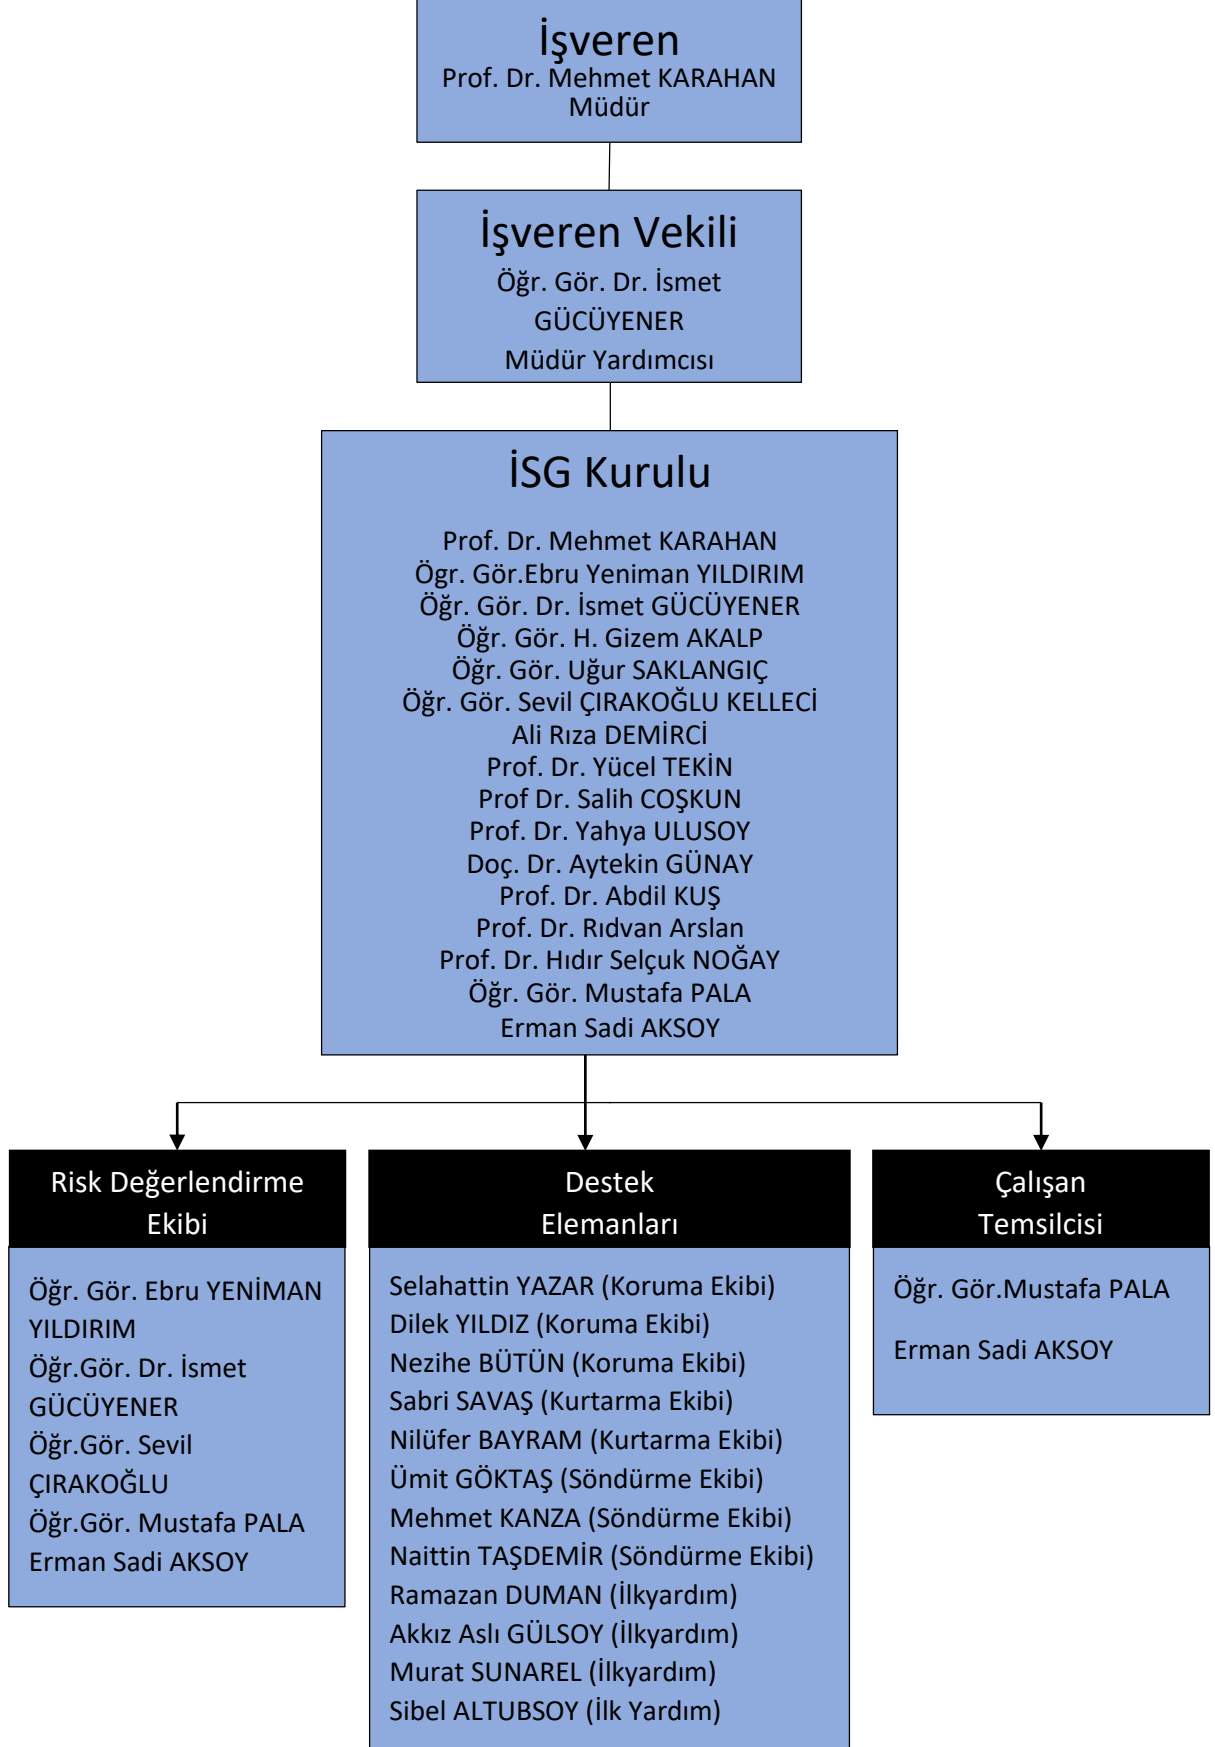 İşveren
Prof. Dr. Mehmet KARAHAN
Müdür
İşveren Vekili
Öğr. Gör. Dr. İsmet
GÜCÜYENER
Müdür Yardımcısı
İSG Kurulu
Prof. Dr. Mehmet KARAHAN
Ögr. Gör.Ebru Yeniman YILDIRIM
Öğr. Gör. Dr. İsmet GÜCÜYENER
Öğr. Gör. H. Gizem AKALP
Öğr. Gör. Uğur SAKLANGIÇ
Öğr. Gör. Sevil ÇIRAKOĞLU KELLECİ
Ali Rıza DEMİRCİ
Prof. Dr. Yücel TEKİN
Prof Dr. Salih COŞKUN
Prof. Dr. Yahya ULUSOY
Doç. Dr. Aytekin GÜNAY
Prof. Dr. Abdil KUŞ
Prof. Dr. Rıdvan Arslan
Prof. Dr. Hıdır Selçuk NOĞAY
Öğr. Gör. Mustafa PALA
Erman Sadi AKSOY
Risk Değerlendirme
Ekibi
Öğr. Gör. Ebru YENİMAN
YILDIRIM
Öğr.Gör. Dr. İsmet
GÜCÜYENER
Öğr.Gör. Sevil
ÇIRAKOĞLU
Öğr.Gör. Mustafa PALA
Erman Sadi AKSOY
Destek
Elemanları
Selahattin YAZAR (Koruma Ekibi)
Dilek YILDIZ (Koruma Ekibi)
Nezihe BÜTÜN (Koruma Ekibi)
Sabri SAVAŞ (Kurtarma Ekibi)
Nilüfer BAYRAM (Kurtarma Ekibi)
Ümit GÖKTAŞ (Söndürme Ekibi)
Mehmet KANZA (Söndürme Ekibi)
Naittin TAŞDEMİR (Söndürme Ekibi)
Ramazan DUMAN (İlkyardım)
Akkız Aslı GÜLSOY (İlkyardım)
Murat SUNAREL (İlkyardım)
Sibel ALTUBSOY (İlk Yardım)
Çalışan
Temsilcisi
Öğr. Gör.Mustafa PALA
Erman Sadi AKSOY